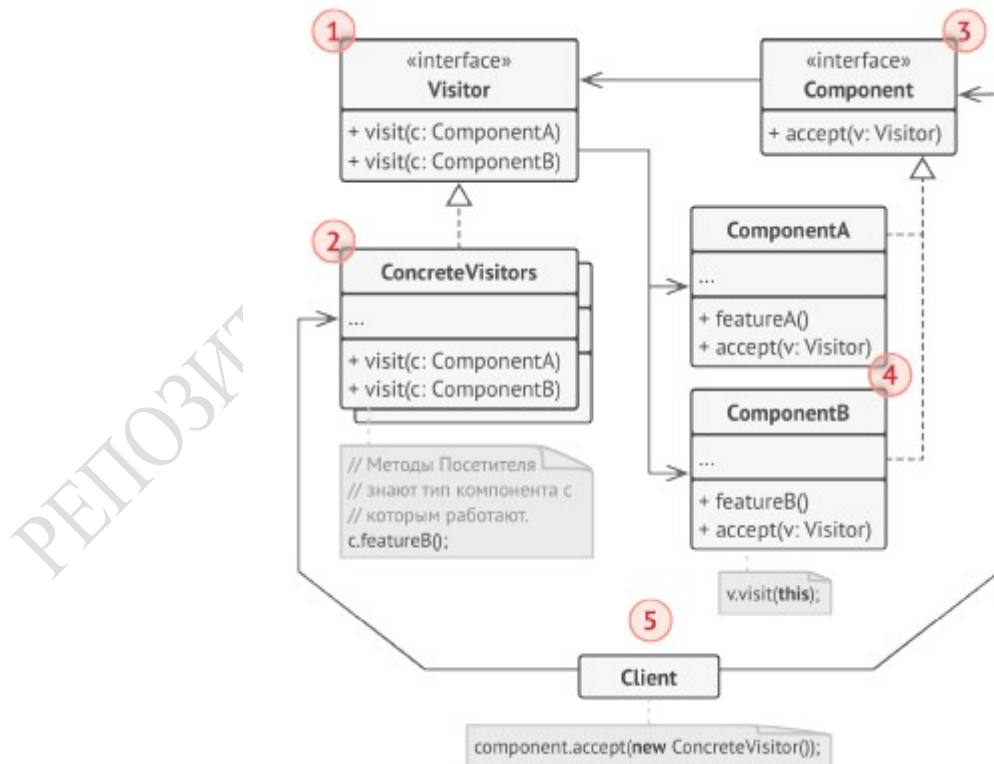 1
«interface»
Visitor
+ visit(c: ComponentA)
+ visit(c: ComponentB)
3
«interface»
Component
+ accept(v: Visitor)
2
ConcreteVisitors
...
+ visit(c: ComponentA)
+ visit(c: ComponentB)
// Методы Посетителя
// знают тип компонента с
// которым работают.
c.featureB();
ComponentA
...
+ featureA()
+ accept(v: Visitor)
4
ComponentB
...
+ featureB()
+ accept(v: Visitor)
v.visit(this);
5
Client
component.accept(new ConcreteVisitor());